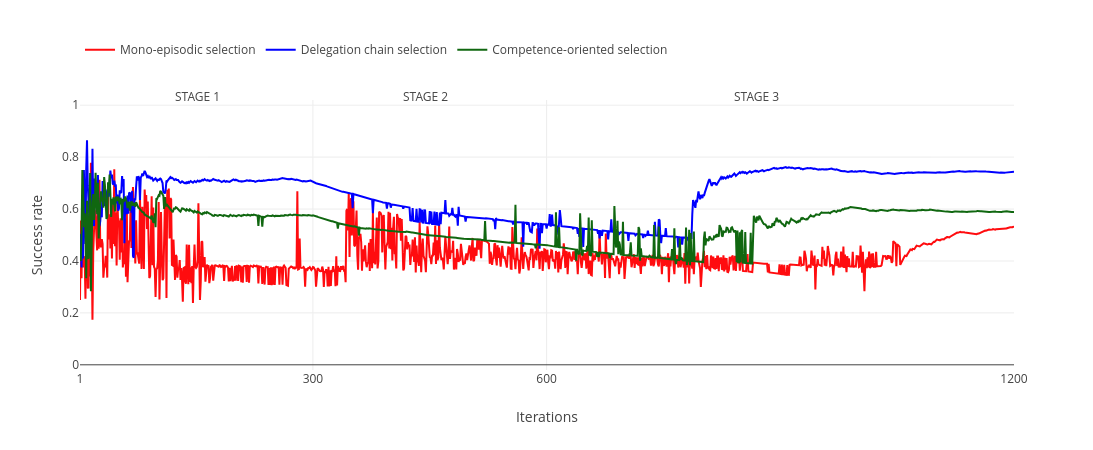 Mono-episodic selection Delegation chain selection Competence-oriented selection
STAGE 1 STAGE 2 STAGE 3
1
0.8
0.6
0.4
0.2
0
Success rate
1 300 600 1200
Iterations